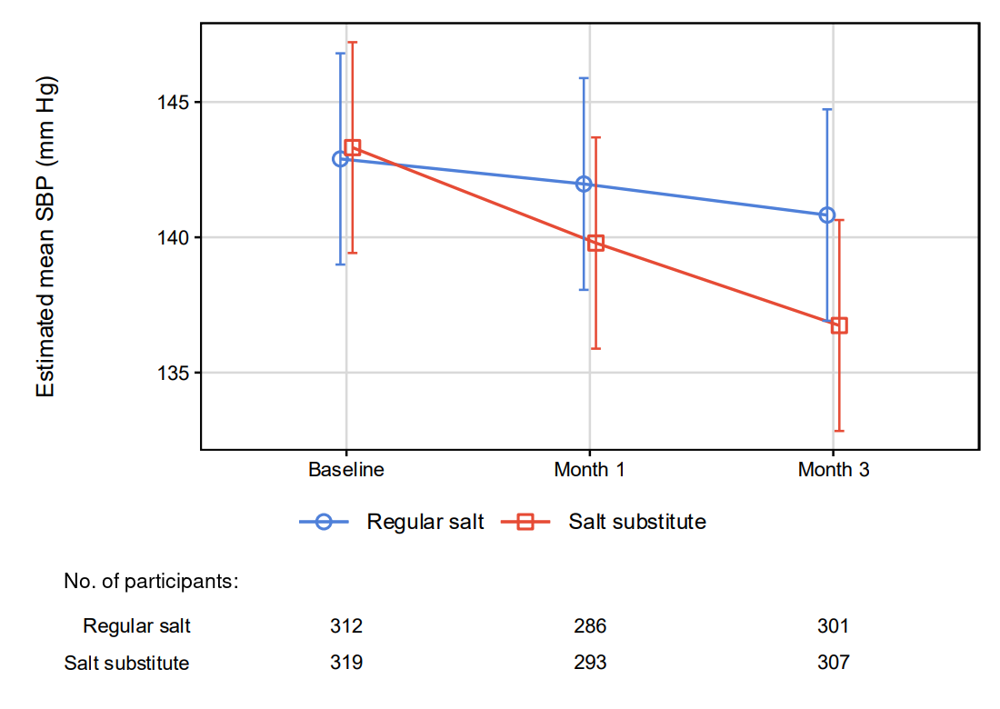 Estimated mean SBP (mm Hg)
145
140
135
Baseline Month 1 Month 3
Regular salt Salt substitute
No. of participants:
Regular salt 312 286 301
Salt substitute 319 293 307